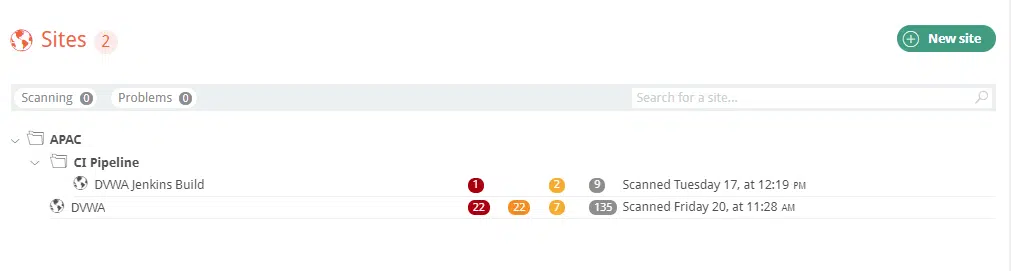 Sites 2
New site
Scanning 0 Problems 0 Search for a site...
APAC
CI Pipeline
DVWA Jenkins Build 1 2 9 Scanned Tuesday 17, at 12:19 PM
DVWA 22 22 7 135 Scanned Friday 20, at 11:28 AM